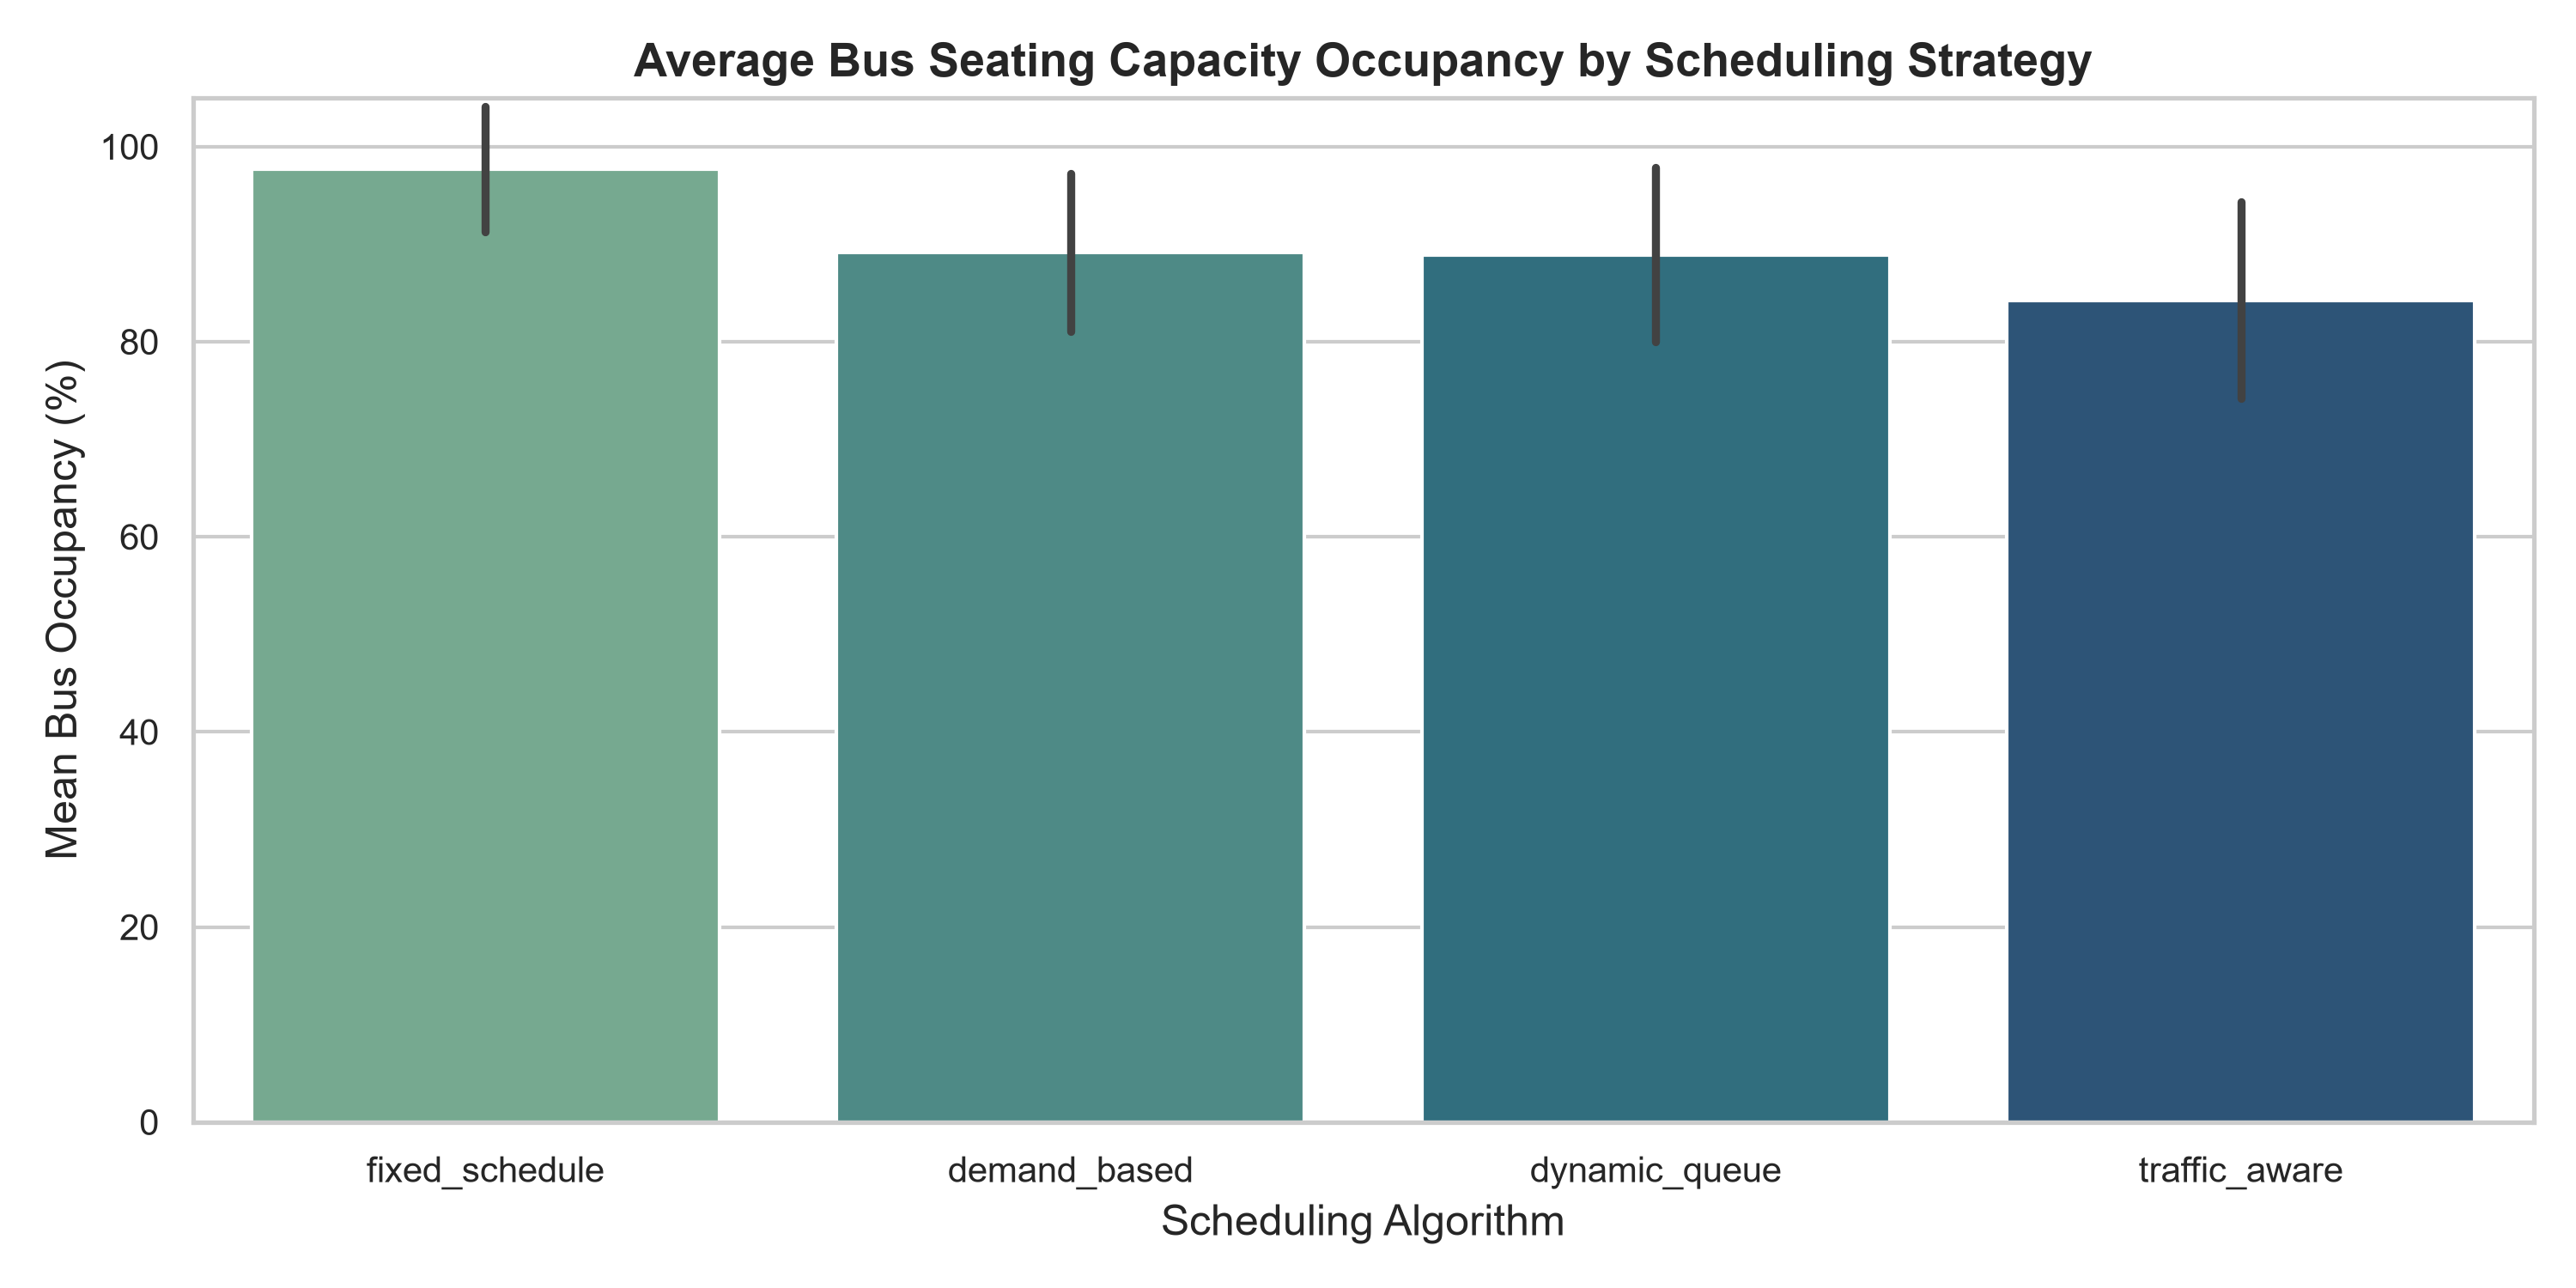 Average Bus Seating Capacity Occupancy by Scheduling Strategy
Mean Bus Occupancy (%)
100
80
60
40
20
0
fixed_schedule
demand_based
dynamic_queue
traffic_aware
Scheduling Algorithm